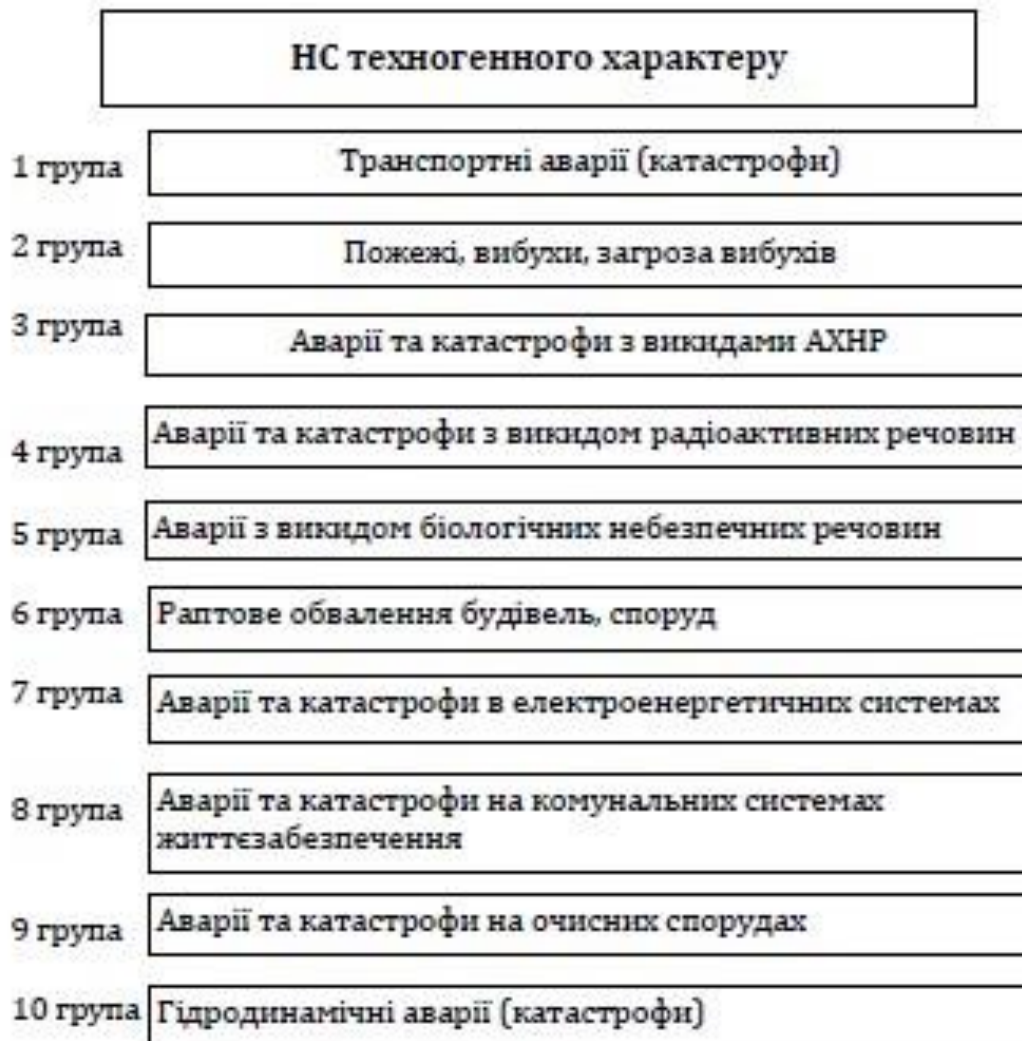 НС техногенного характеру
1 група
Транспортні аварії (катастрофи)
2 група
Пожежі, вибухи, загроза вибухів
3 група
Аварії та катастрофи з викидами АХНР
4 група
Аварії та катастрофи з викидом радіоактивних речовин
5 група
Аварії з викидом біологічних небезпечних речовин
6 група
Раптове обвалення будівель, споруд
7 група
Аварії та катастрофи в електроенергетичних системах
8 група
Аварії та катастрофи на комунальних системах
життєзабезпечення
9 група
Аварії та катастрофи на очисних спорудах
10 група
Гідродинамічні аварії (катастрофи)